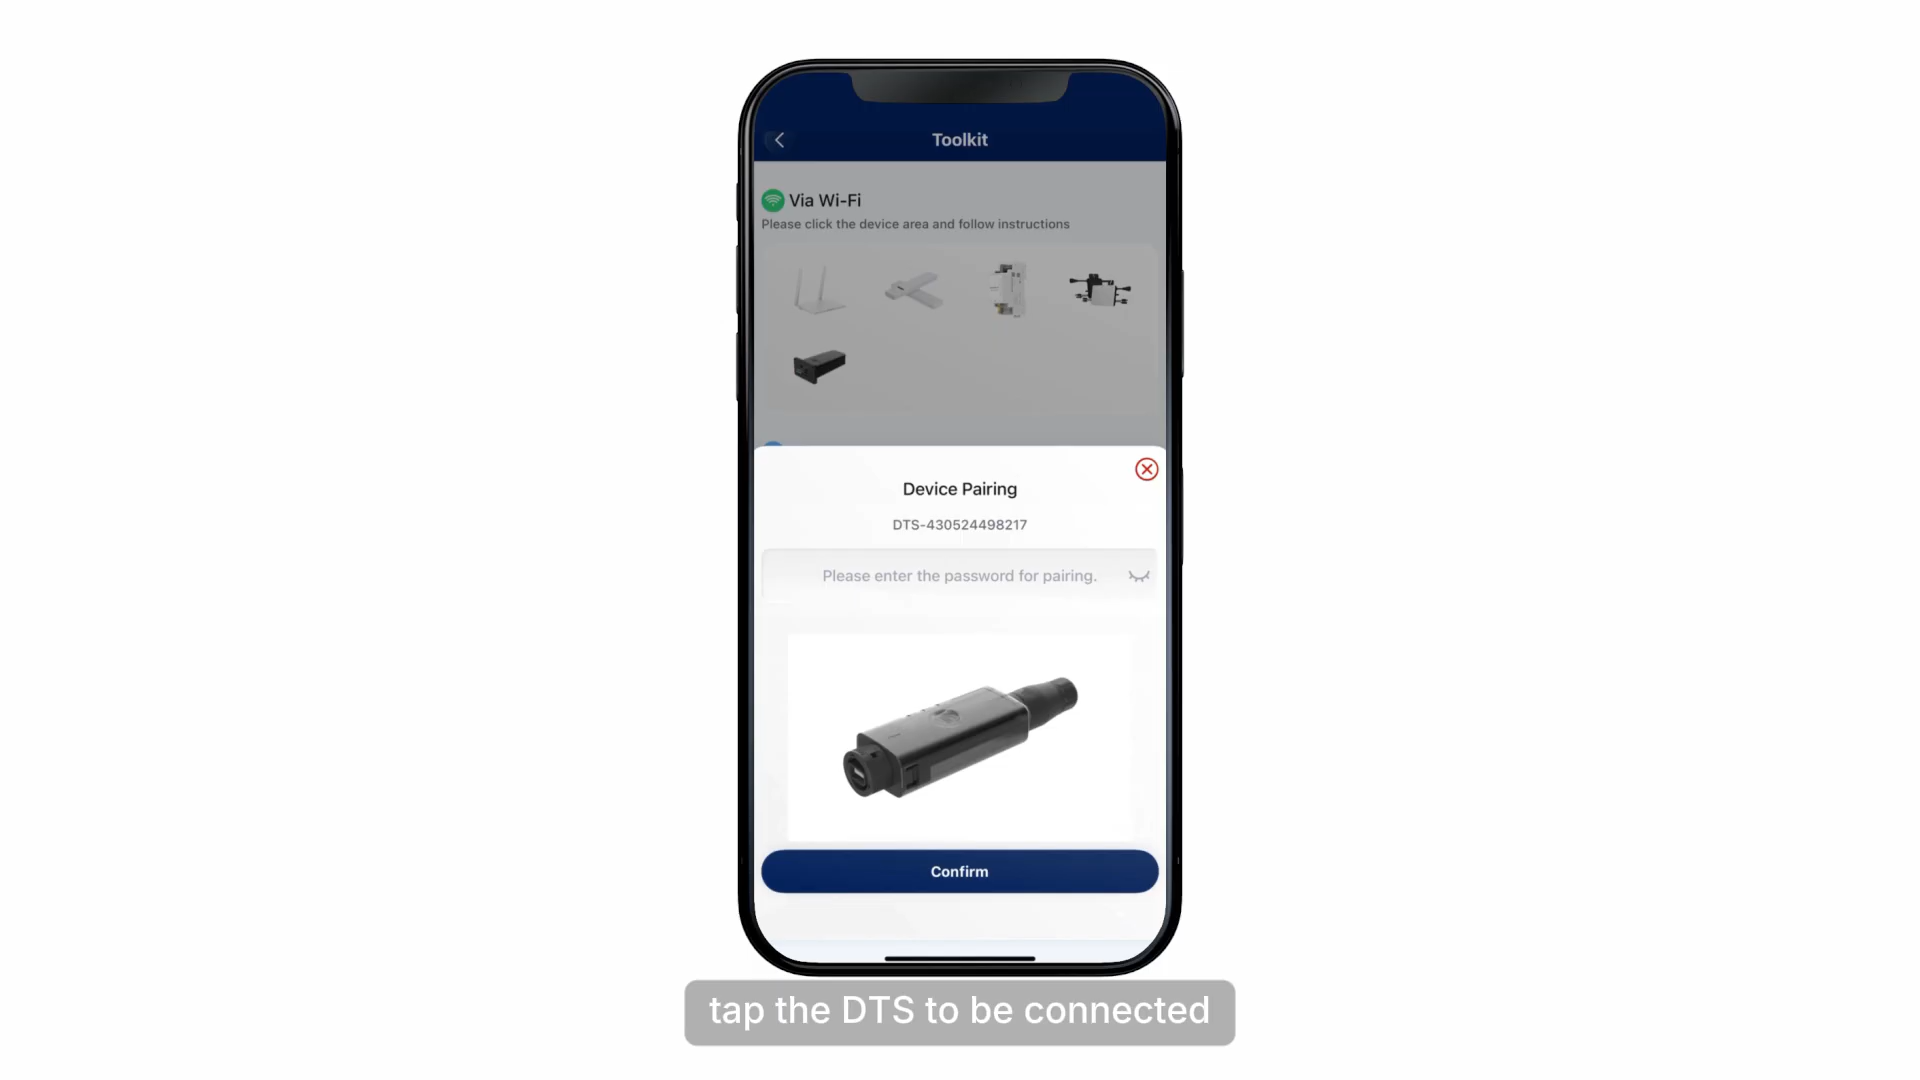 Toolkit
Via Wi-Fi
Please click the device area and follow instructions
Device Pairing
DTS-430524498217
Please enter the password for pairing.
Confirm
tap the DTS to be connected